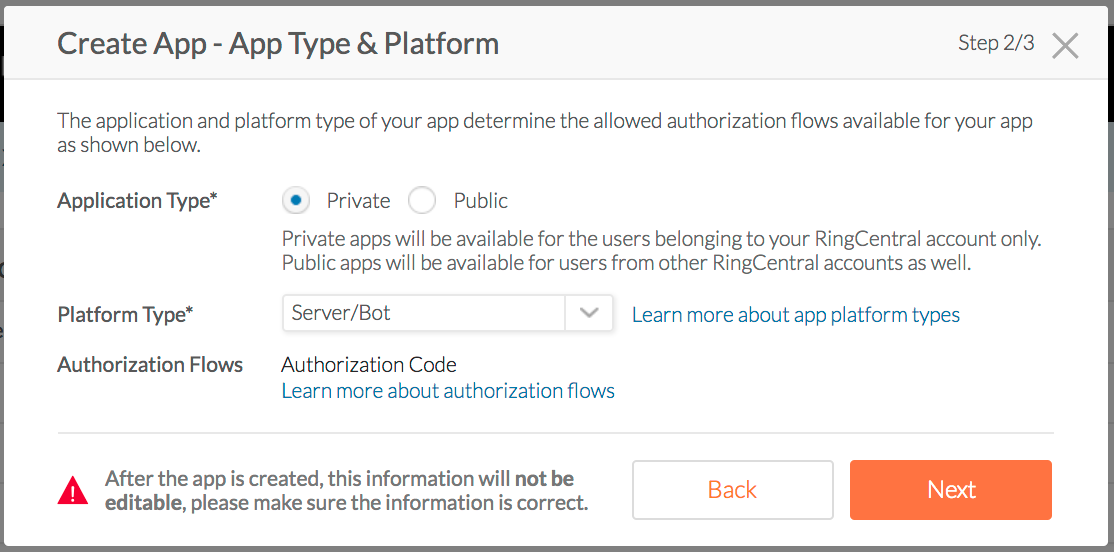 Create App - App Type & Platform
Step 2/3
The application and platform type of your app determine the allowed authorization flows available for your app
as shown below.
Application Type*
Private
Public
Private apps will be available for the users belonging to your RingCentral account only.
Public apps will be available for users from other RingCentral accounts as well.
Platform Type*
Server/Bot
Learn more about app platform types
Authorization Flows
Authorization Code
Learn more about authorization flows
After the app is created, this information will not be
editable, please make sure the information is correct.
Back
Next